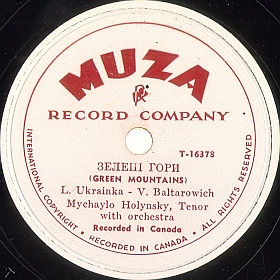 MUZA
RECORD COMPANY
T-16378
ЗЕЛЕНІ ГОРИ
(GREEN MOUNTAINS)
L. Ukrainka - V. Baltarowich
Mychaylo Holynsky, Tenor
with orchestra
Recorded in Canada
INTERNATIONAL COPYRIGHT • RECORDED IN CANADA • ALL RIGHTS RESERVED